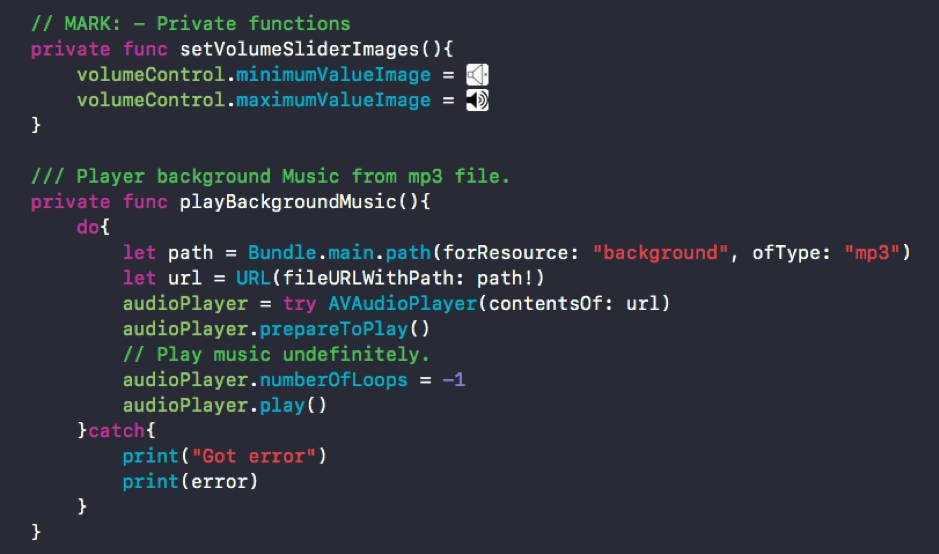 // MARK: - Private functions
private func setVolumeSliderImages(){
volumeControl.minimumValueImage =
volumeControl.maximumValueImage =
}
/// Player background Music from mp3 file.
private func playBackgroundMusic(){
do{
let path = Bundle.main.path(forResource: "background", ofType: "mp3")
let url = URL(fileURLWithPath: path!)
audioPlayer = try AVAudioPlayer(contentsOf: url)
audioPlayer.prepareToPlay()
// Play music undefinitely.
audioPlayer.numberOfLoops = -1
audioPlayer.play()
}catch{
print("Got error")
print(error)
}
}